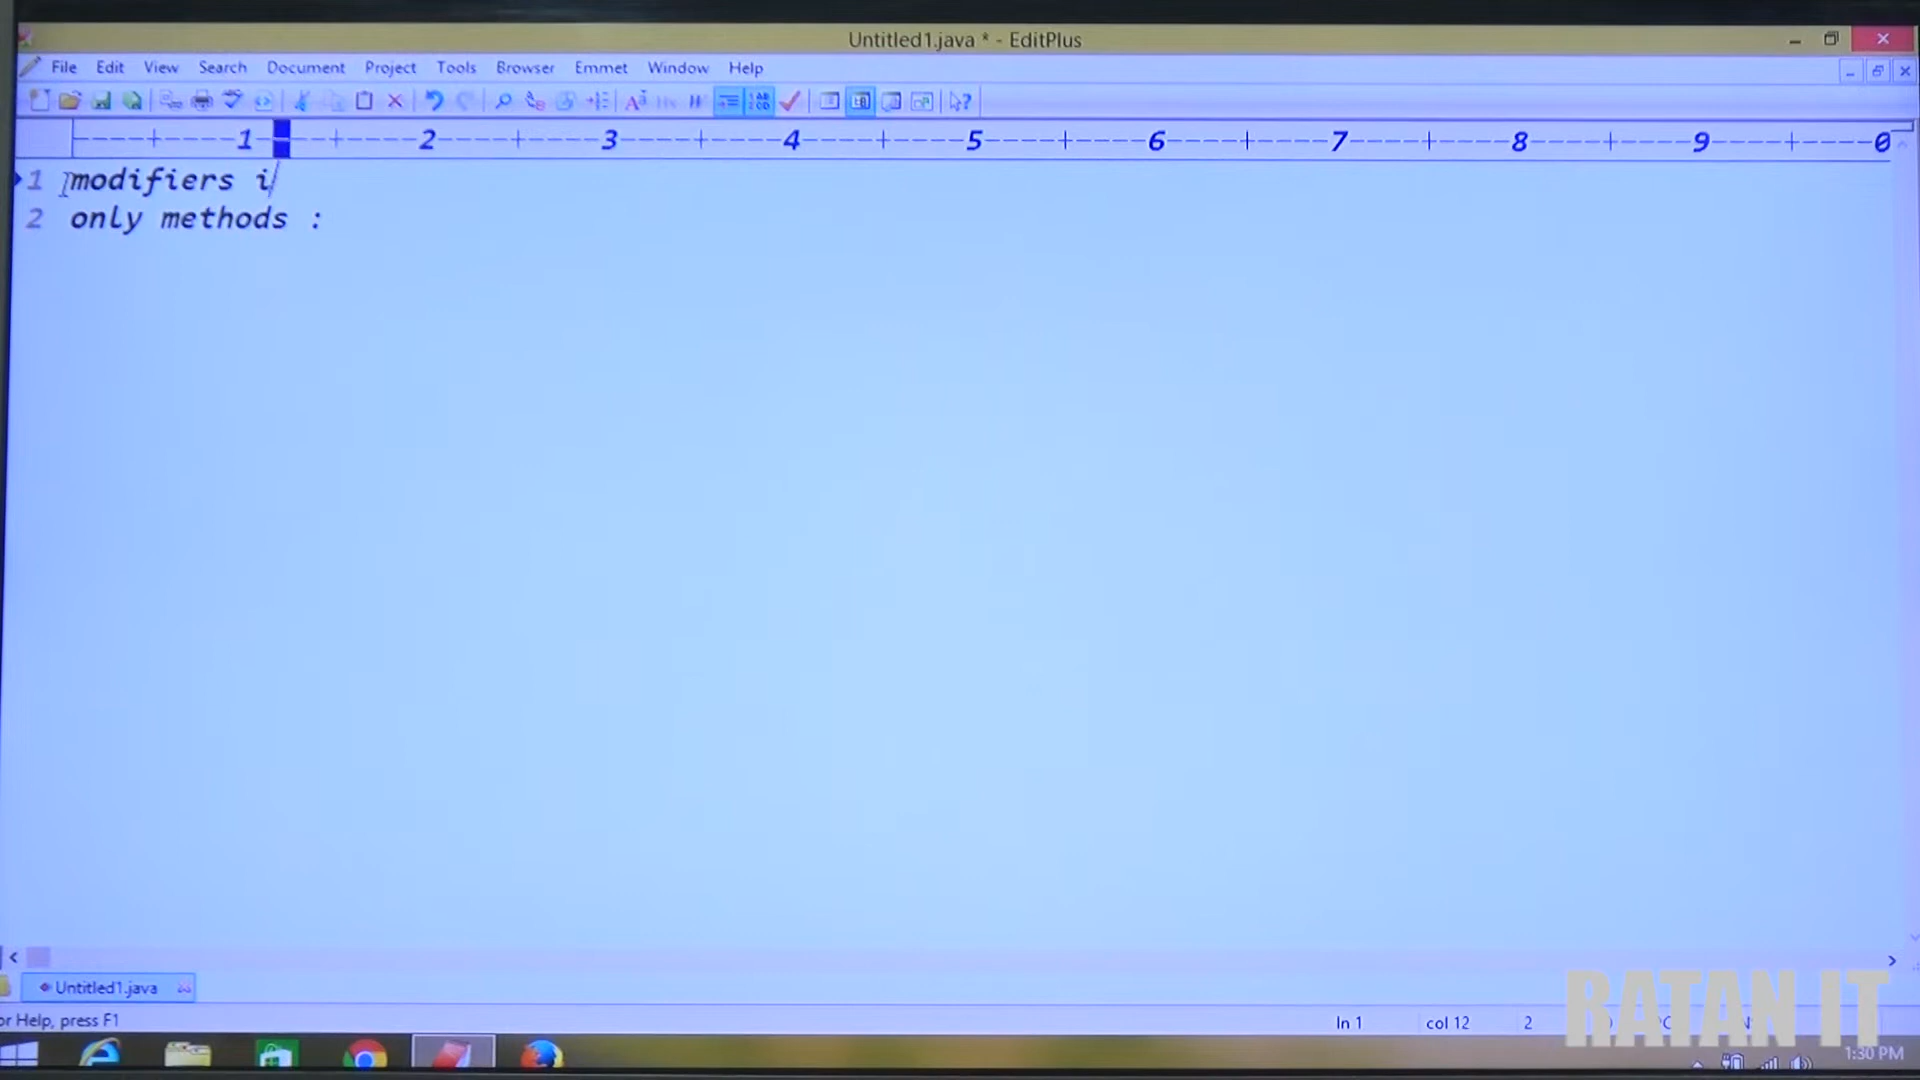 Untitled1.java * - EditPlus
File Edit View Search Document Project Tools Browser Emmet Window Help
----+----1----+----2----+----3----+----4----+----5----+----6----+----7----+----8----+----9----+----0
1 modifiers i
2 only methods :
Untitled1.java
or Help, press F1
ln 1 col 12 2
RATAN IT
1:30 PM